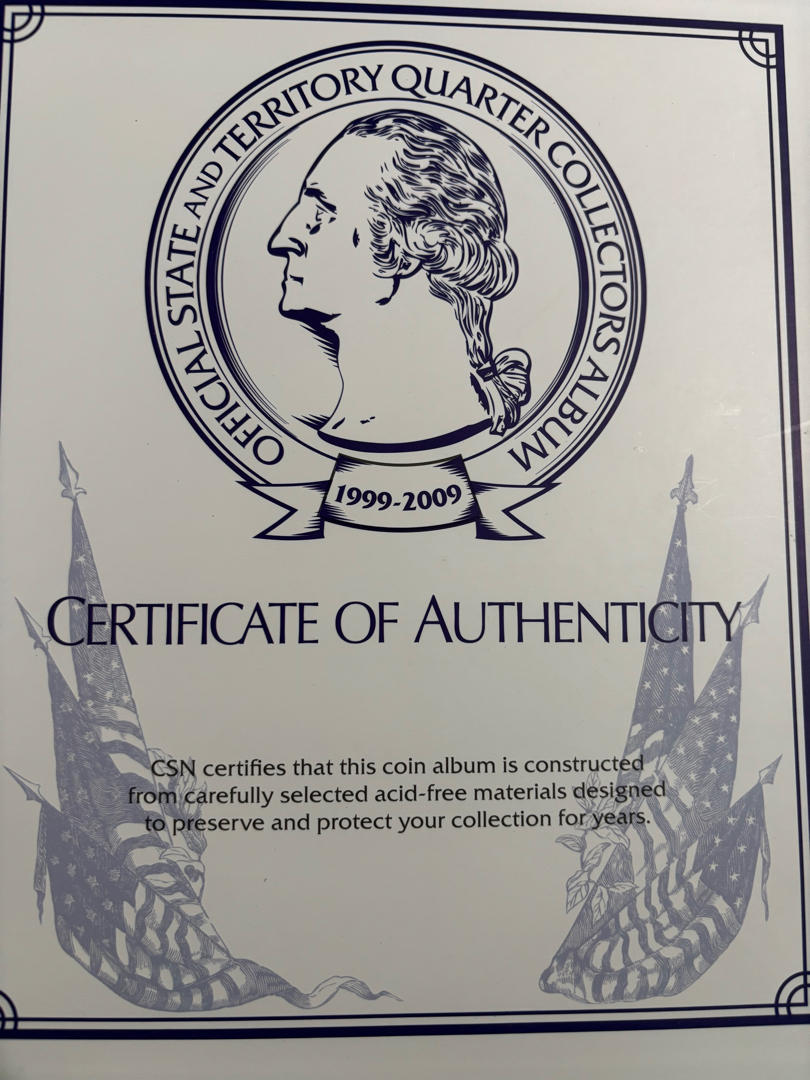 OFFICIAL STATE AND TERRITORY QUARTER COLLECTORS ALBUM
1999-2009
CERTIFICATE OF AUTHENTICITY
CSN certifies that this coin album is constructed
from carefully selected acid-free materials designed
to preserve and protect your collection for years.